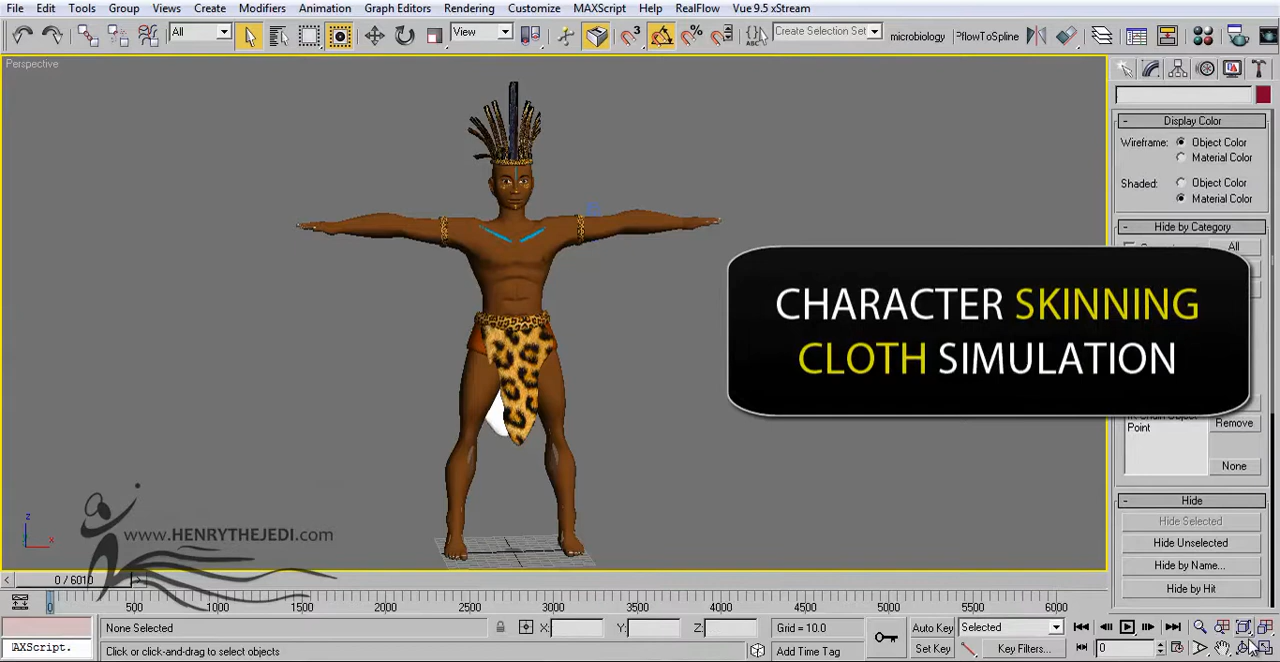 File Edit Tools Group Views Create Modifiers Animation Graph Editors Rendering Customize MAXScript Help RealFlow Vue 9.5 xStream
All View Create Selection Set microbiology PflowToSpline
Perspective
Display Color
Wireframe: Object Color
Material Color
Shaded: Object Color
Material Color
Hide by Category
All
CHARACTER SKINNING
CLOTH SIMULATION
Point
Remove
None
Hide
Hide Selected
Hide Unselected
Hide by Name...
Hide by Hit
www.HENRYTHEJEDI.com
z
x
0 / 6010
0 500 1000 1500 2000 2500 3000 3500 4000 4500 5000 5500 6000
None Selected X: Y: Z: Grid = 10.0 Auto Key Selected
AXScript. Click or click-and-drag to select objects Add Time Tag Set Key Key Filters... 0